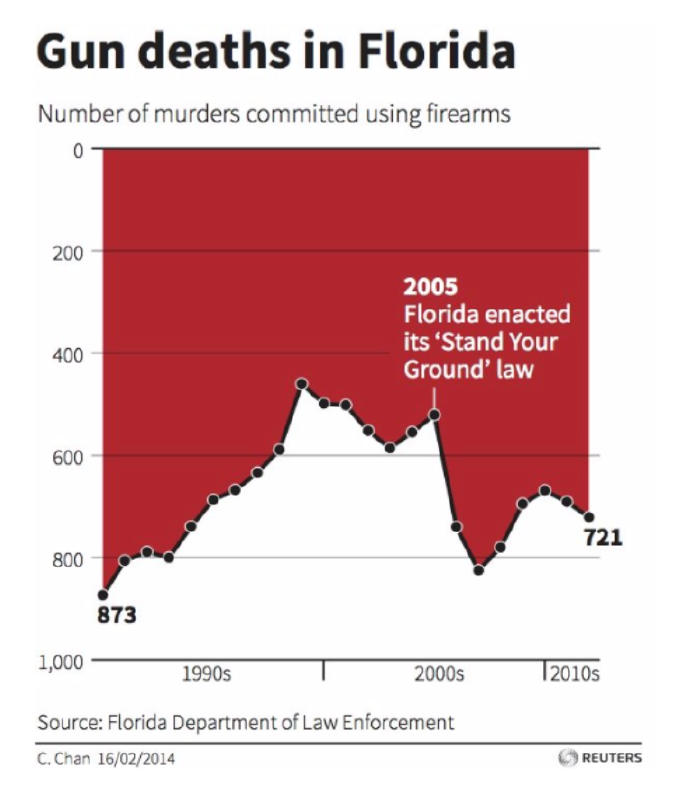 Gun deaths in Florida
Number of murders committed using firearms
0
200
400
600
800
1,000
2005
Florida enacted
its ‘Stand Your
Ground’ law
873
721
1990s
2000s
2010s
Source: Florida Department of Law Enforcement
C. Chan 16/02/2014
REUTERS